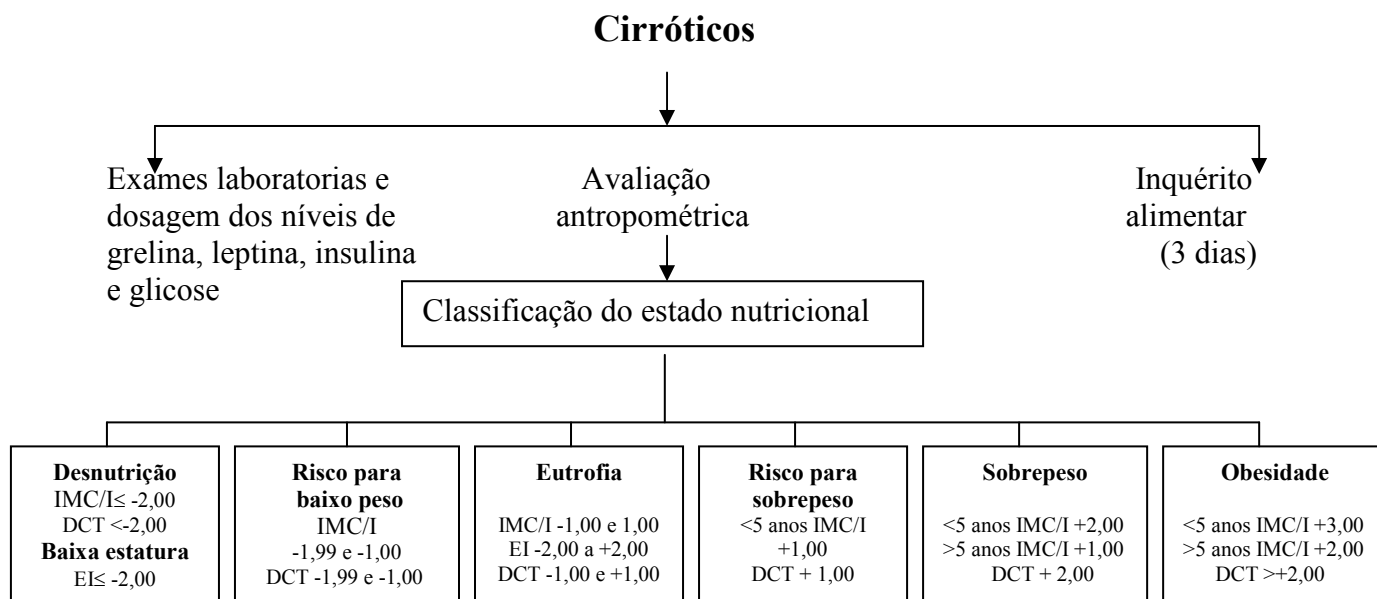 Cirróticos
Exames laboratorias e
dosagem dos níveis de
grelina, leptina, insulina
e glicose
Avaliação
antropométrica
Inquérito
alimentar
(3 dias)
Classificação do estado nutricional
Desnutrição
IMC/I≤ -2,00
DCT <-2,00
Baixa estatura
EI≤ -2,00
Risco para
baixo peso
IMC/I
-1,99 e -1,00
DCT -1,99 e -1,00
Eutrofia
IMC/I -1,00 e 1,00
EI -2,00 a +2,00
DCT -1,00 e +1,00
Risco para
sobrepeso
<5 anos IMC/I
+1,00
DCT + 1,00
Sobrepeso
<5 anos IMC/I +2,00
>5 anos IMC/I +1,00
DCT + 2,00
Obesidade
<5 anos IMC/I +3,00
>5 anos IMC/I +2,00
DCT >+2,00